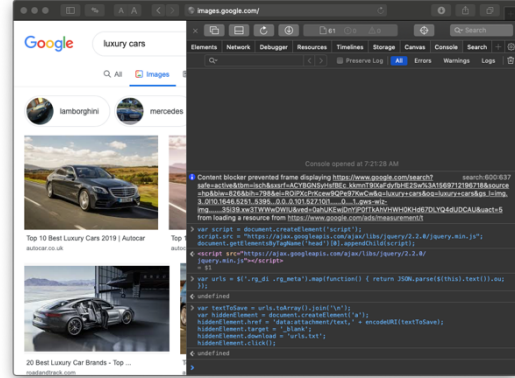 images.google.com/
61
Search
Elements Network Debugger Resources Timelines Storage Canvas Console Search
Preserve Log All Errors Warnings Logs
Google
luxury cars
All Images
lamborghini mercedes
Top 10 Best Luxury Cars 2019 | Autocar
autocar.co.uk
20 Best Luxury Car Brands - Top ...
roadandtrack.com
Console opened at 7:21:28 AM
Content blocker prevented frame displaying https://www.google.com/search? search:600:637
from loading a resource from https://www.google.com/ads/measurement/l
var script = document.createElement('script');
script.src = "https://ajax.googleapis.com/ajax/libs/jquery/2.2.0/jquery.min.js";
document.getElementsByTagName('head')[0].appendChild(script);
<script src="https://ajax.googleapis.com/ajax/libs/jquery/2.2.0/
jquery.min.js"></script>
= $1
var urls = $('.rg_di .rg_meta').map(function() { return JSON.parse($(this).text()).ou;
});
undefined
var textToSave = urls.toArray().join('\n');
var hiddenElement = document.createElement('a');
hiddenElement.href = 'data:attachment/text,' + encodeURI(textToSave);
hiddenElement.target = '_blank';
hiddenElement.download = 'urls.txt';
hiddenElement.click();
undefined